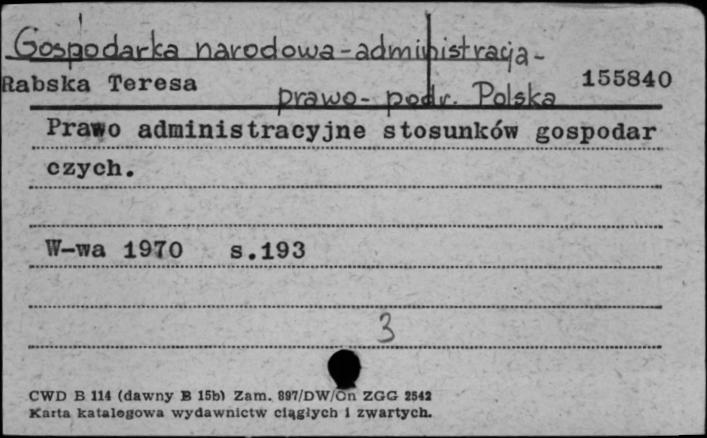 Gospodarka narodowa-administracja-
Rabska Teresa
prawo- podr. Polska
155840
Prawo administracyjne stosunków gospodar
czych.
W-wa 1970 s.193
3
CWD B 114 (dawny B 15b) Zam. 897/DW/On ZGG 2542
Karta katalogowa wydawnictw ciągłych i zwartych.